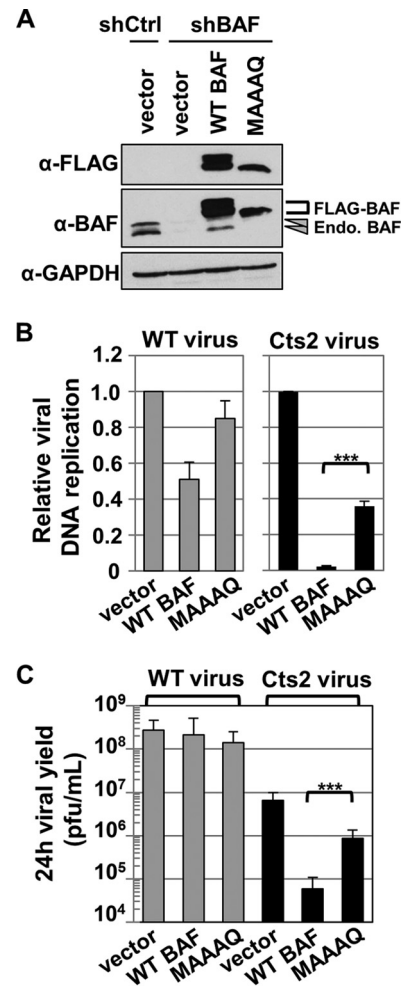 A
shCtrl shBAF
vector vector WT BAF MAAAQ
α-FLAG
α-BAF
FLAG-BAF
Endo. BAF
α-GAPDH
B
WT virus Cts2 virus
Relative viral DNA replication
1.2
1.0
0.8
0.6
0.4
0.2
0
***
vector WT BAF MAAAQ vector WT BAF MAAAQ
C
WT virus Cts2 virus
24h viral yield (pfu/mL)
10⁹
10⁸
10⁷
10⁶
10⁵
10⁴
***
vector WT BAF MAAAQ vector WT BAF MAAAQ